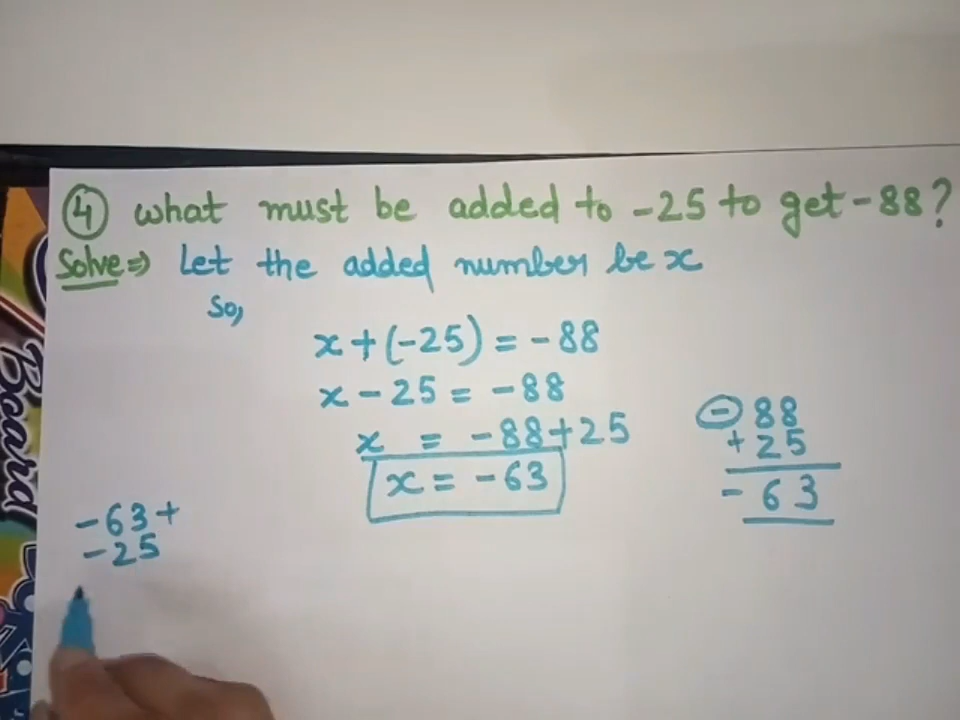 ④ what must be added to -25 to get -88?
Solve⇒ Let the added number be x
So,
x+(-25) = -88
x - 25 = -88
x = -88+25
x = -63
⊖ 88
+ 25
- 63
-63+
-25
Board